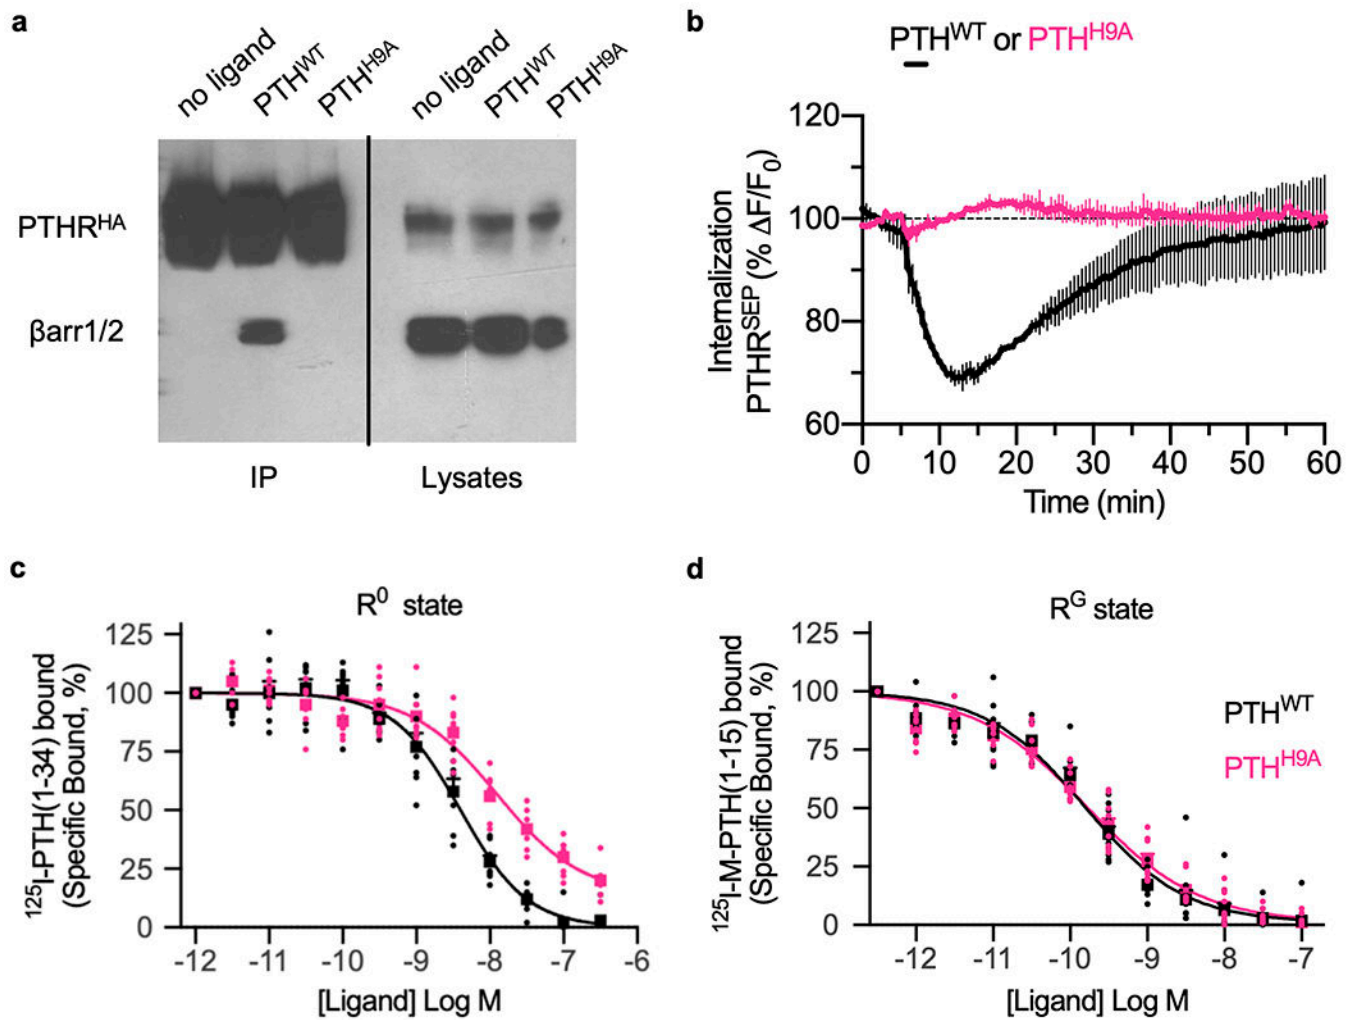 a
no ligand
PTHWT
PTHH9A
no ligand
PTHWT
PTHH9A
PTHRHA
βarr1/2
IP
Lysates
b
PTHWT or PTHH9A
Internalization
PTHRSEP (% ΔF/F0)
120
100
80
60
0 10 20 30 40 50 60
Time (min)
c
R0 state
125I-PTH(1-34) bound
(Specific Bound, %)
125
100
75
50
25
0
-12 -11 -10 -9 -8 -7 -6
[Ligand] Log M
d
RG state
125I-M-PTH(1-15) bound
(Specific Bound, %)
125
100
75
50
25
0
-12 -11 -10 -9 -8 -7
[Ligand] Log M
PTHWT
PTHH9A